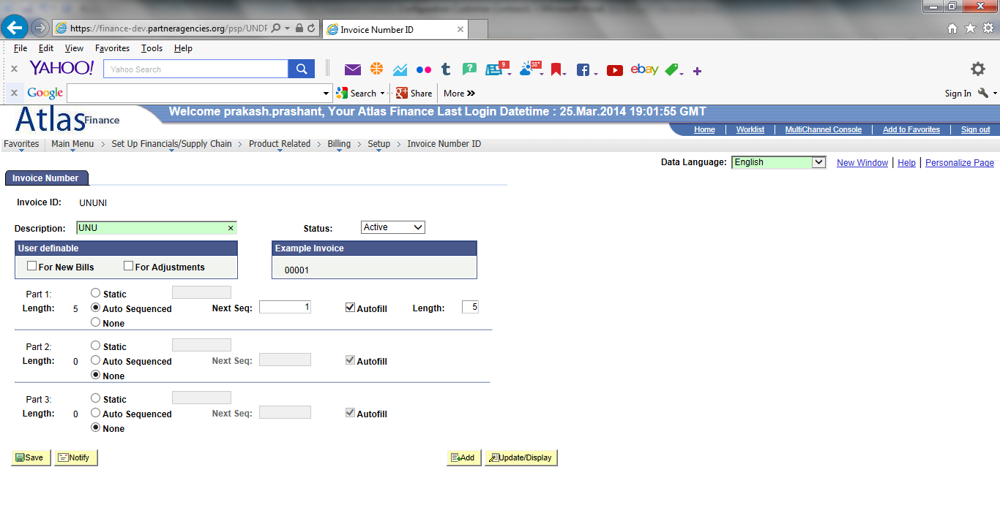 https://finance-dev.partneragencies.org/psp/UNDF
Invoice Number ID
File Edit View Favorites Tools Help
x YAHOO! Yahoo Search 9 38°
x Google Search Share More » Sign In
Atlas Finance
Welcome prakash.prashant, Your Atlas Finance Last Login Datetime : 25.Mar.2014 19:01:55 GMT
Home Worklist MultiChannel Console Add to Favorites Sign out
Favorites Main Menu > Set Up Financials/Supply Chain > Product Related > Billing > Setup > Invoice Number ID
Data Language: English New Window | Help | Personalize Page
Invoice Number
Invoice ID: UNUNI
Description: UNU × Status: Active
User definable Example Invoice
For New Bills For Adjustments 00001
Part 1: Static
Length: 5 Auto Sequenced Next Seq: 1 Autofill Length: 5
None
Part 2: Static
Length: 0 Auto Sequenced Next Seq: Autofill
None
Part 3: Static
Length: 0 Auto Sequenced Next Seq: Autofill
None
Save Notify Add Update/Display